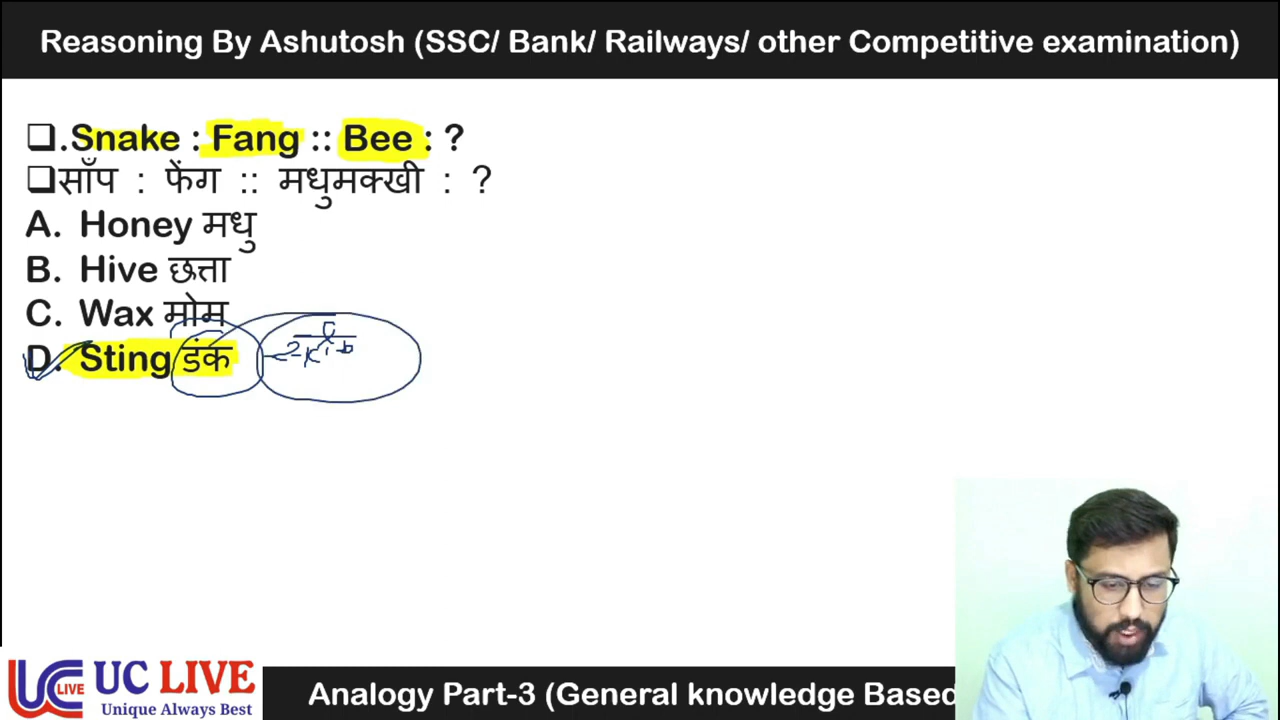 Reasoning By Ashutosh (SSC/ Bank/ Railways/ other Competitive examination)
❑.Snake : Fang :: Bee : ?
❑साँप : फेंग :: मधुमक्खी : ?
A. Honey मधु
B. Hive छत्ता
C. Wax मोम
D. Sting डंक
UC LIVE
LIVE
Unique Always Best
Analogy Part-3 (General knowledge Based